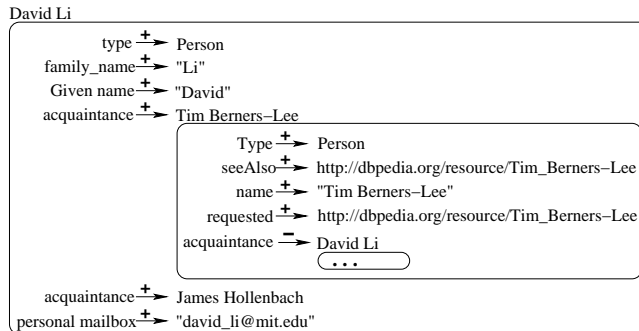 David Li
type + Person
family_name + "Li"
Given name + "David"
acquaintance + Tim Berners−Lee
Type + Person
seeAlso + http://dbpedia.org/resource/Tim_Berners−Lee
name + "Tim Berners−Lee"
requested + http://dbpedia.org/resource/Tim_Berners−Lee
acquaintance − David Li
...
acquaintance + James Hollenbach
personal mailbox + "david_li@mit.edu"